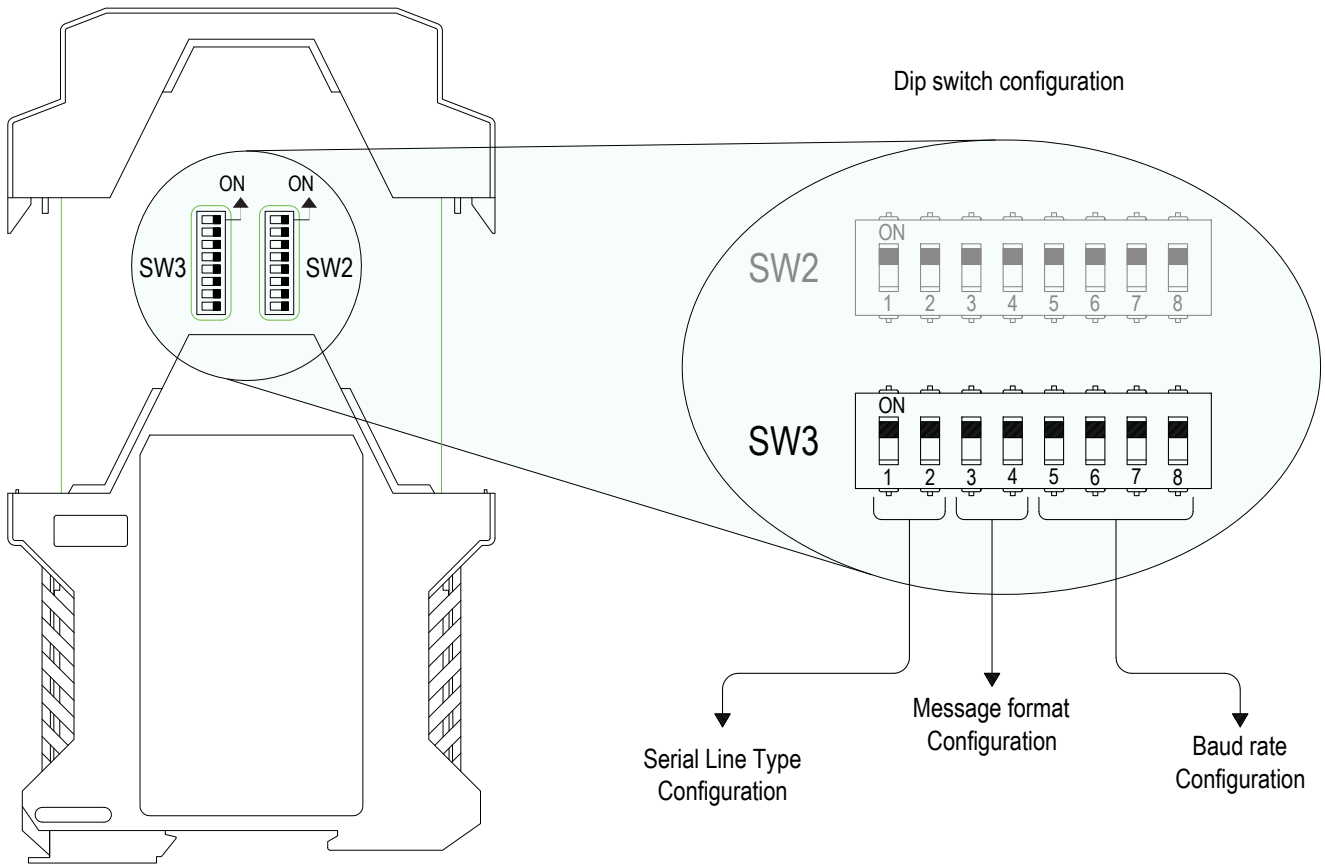 Dip switch configuration
ON ON
SW3 SW2
SW2
ON
1 2 3 4 5 6 7 8
SW3
ON
1 2 3 4 5 6 7 8
Serial Line Type
Configuration
Message format
Configuration
Baud rate
Configuration